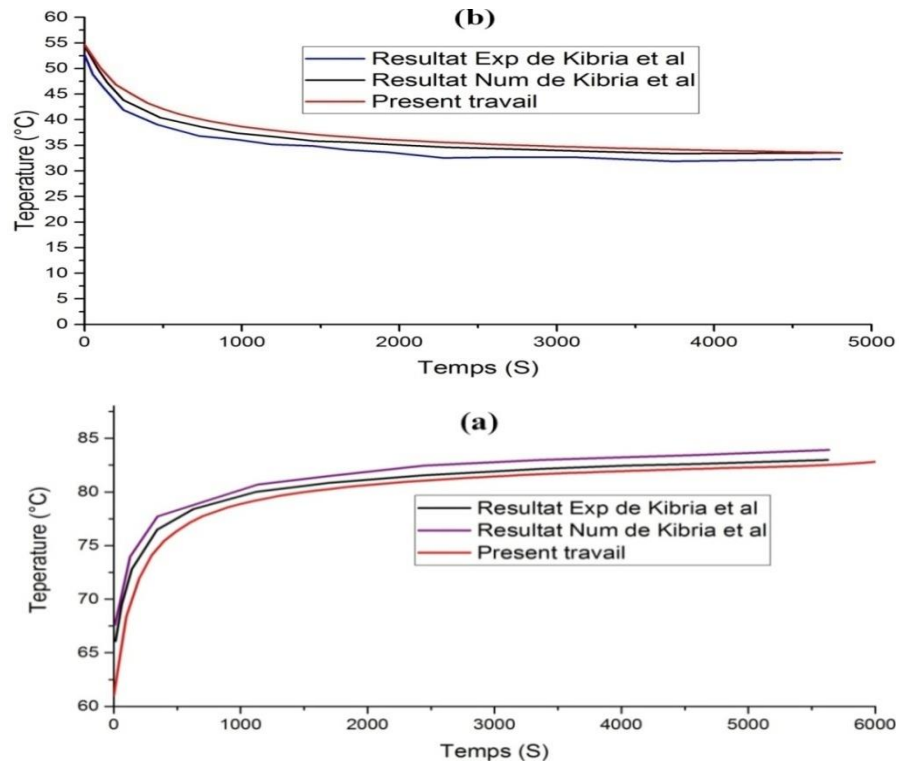 (b)
60
55
50
45
40
35
30
25
20
15
10
5
0
Teperature (°C)
Resultat Exp de Kibria et al
Resultat Num de Kibria et al
Present travail
0 1000 2000 3000 4000 5000
Temps (S)
(a)
85
80
75
70
65
60
Teperature (°C)
Resultat Exp de Kibria et al
Resultat Num de Kibria et al
Present travail
0 1000 2000 3000 4000 5000 6000
Temps (S)